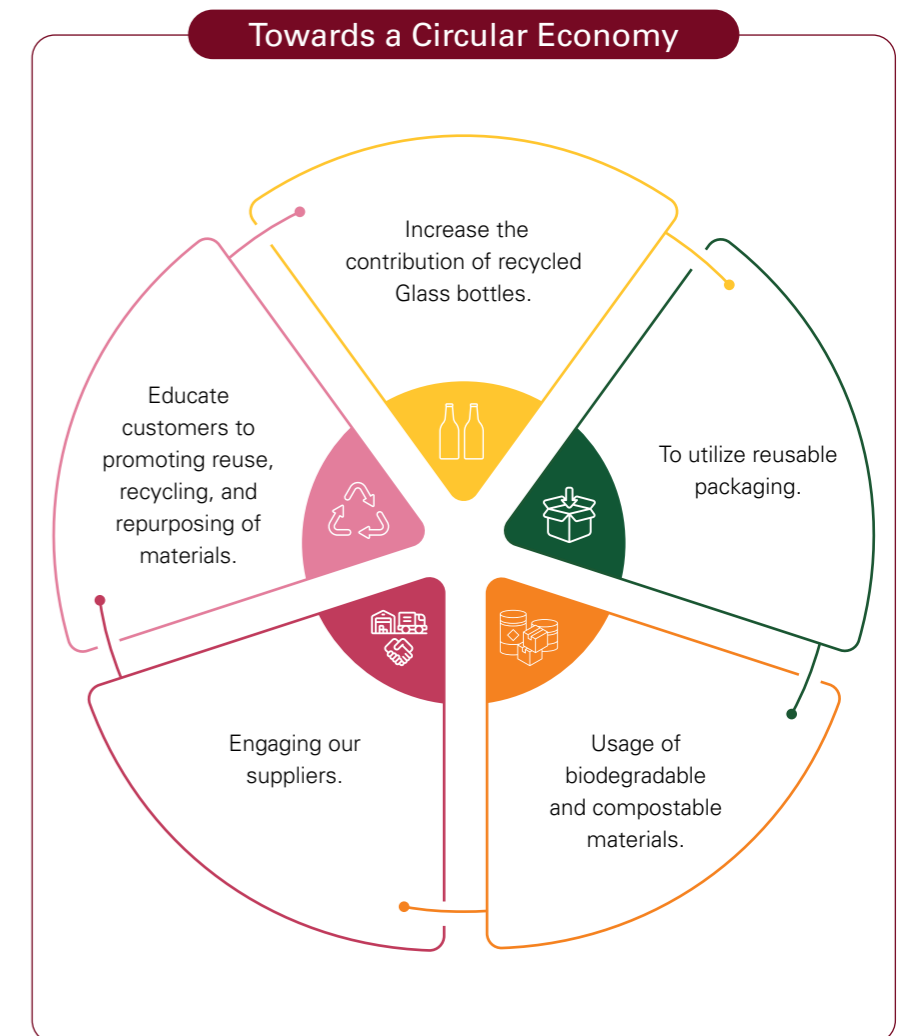 Towards a Circular Economy
Increase the
contribution of recycled
Glass bottles.
To utilize reusable
packaging.
Usage of
biodegradable
and compostable
materials.
Engaging our
suppliers.
Educate
customers to
promoting reuse,
recycling, and
repurposing of
materials.